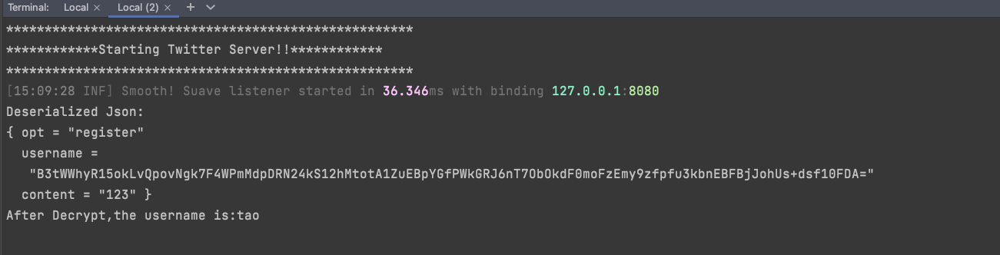 Terminal: Local × Local (2) × +
*****************************************************
************Starting Twitter Server!!************
*****************************************************
[15:09:28 INF] Smooth! Suave listener started in 36.346ms with binding 127.0.0.1:8080
Deserialized Json:
{ opt = "register"
  username =
   "B3tWWhyR15okLvQpovNgk7F4WPmMdpDRN24kS12hMtotA1ZuEBpYGfPWkGRJ6nT7ObOkdF0moFzEmy9zfpfu3kbnEBFBjJohUs+dsf10FDA="
  content = "123" }
After Decrypt,the username is:tao